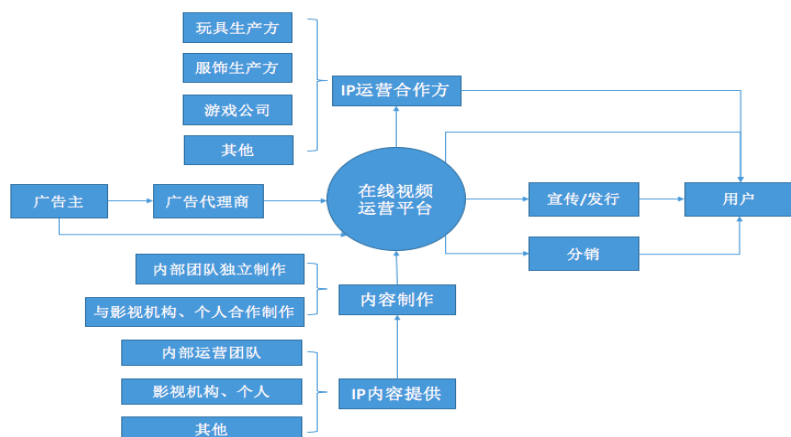 玩具生产方
服饰生产方
IP运营合作方
游戏公司
其他
广告主
广告代理商
在线视频
运营平台
宣传/发行
用户
分销
内部团队独立制作
内容制作
与影视机构、个人合作制作
内部运营团队
影视机构、个人
IP内容提供
其他